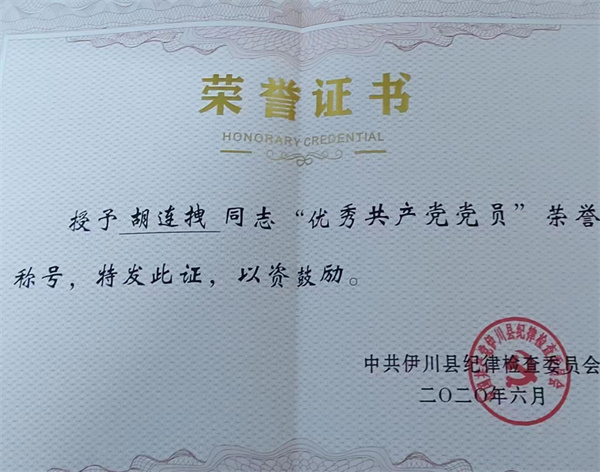 荣誉证书
HONORARY CREDENTIAL
授予 胡连拽 同志“优秀共产党党员”荣誉
称号，特发此证，以资鼓励。
中共伊川县纪律检查委员会
二〇二〇年六月